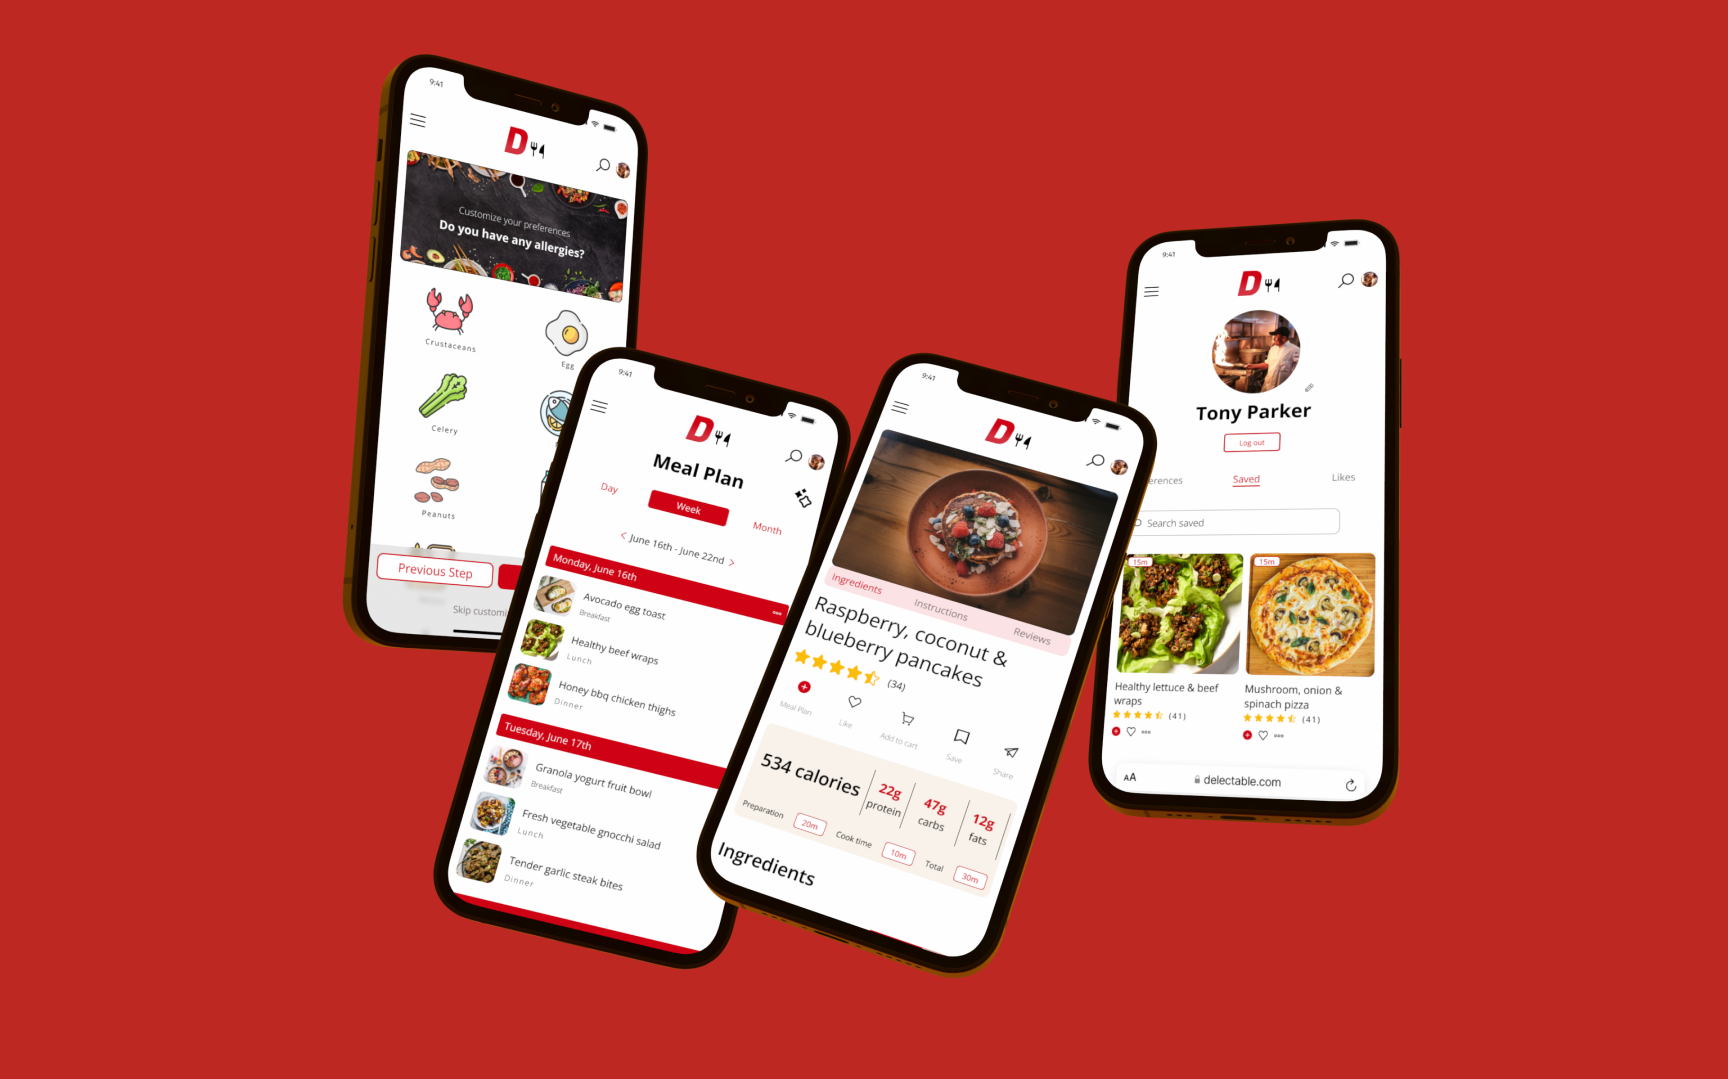 9:41
D
Customize your preferences
Do you have any allergies?
Crustaceans
Egg
Celery
Peanuts
Previous Step
Skip
9:41
D
Meal Plan
Day
Week
Month
< June 16th - June 22nd >
Monday, June 16th
Avocado egg toast
Breakfast
Healthy beef wraps
Lunch
Honey bbq chicken thighs
Dinner
Tuesday, June 17th
Granola yogurt fruit bowl
Breakfast
Fresh vegetable gnocchi salad
Lunch
Tender garlic steak bites
Dinner
9:41
D
Ingredients
Instructions
Reviews
Raspberry, coconut &
blueberry pancakes
(34)
Meal Plan
Like
Add to cart
Save
Share
534 calories
22g
protein
47g
carbs
12g
fats
Preparation
20m
Cook time
10m
Total
30m
Ingredients
9:41
D
Tony Parker
Log out
erences
Saved
Likes
Search saved
15m
15m
Healthy lettuce & beef
wraps
(41)
Mushroom, onion &
spinach pizza
(41)
AA
delectable.com